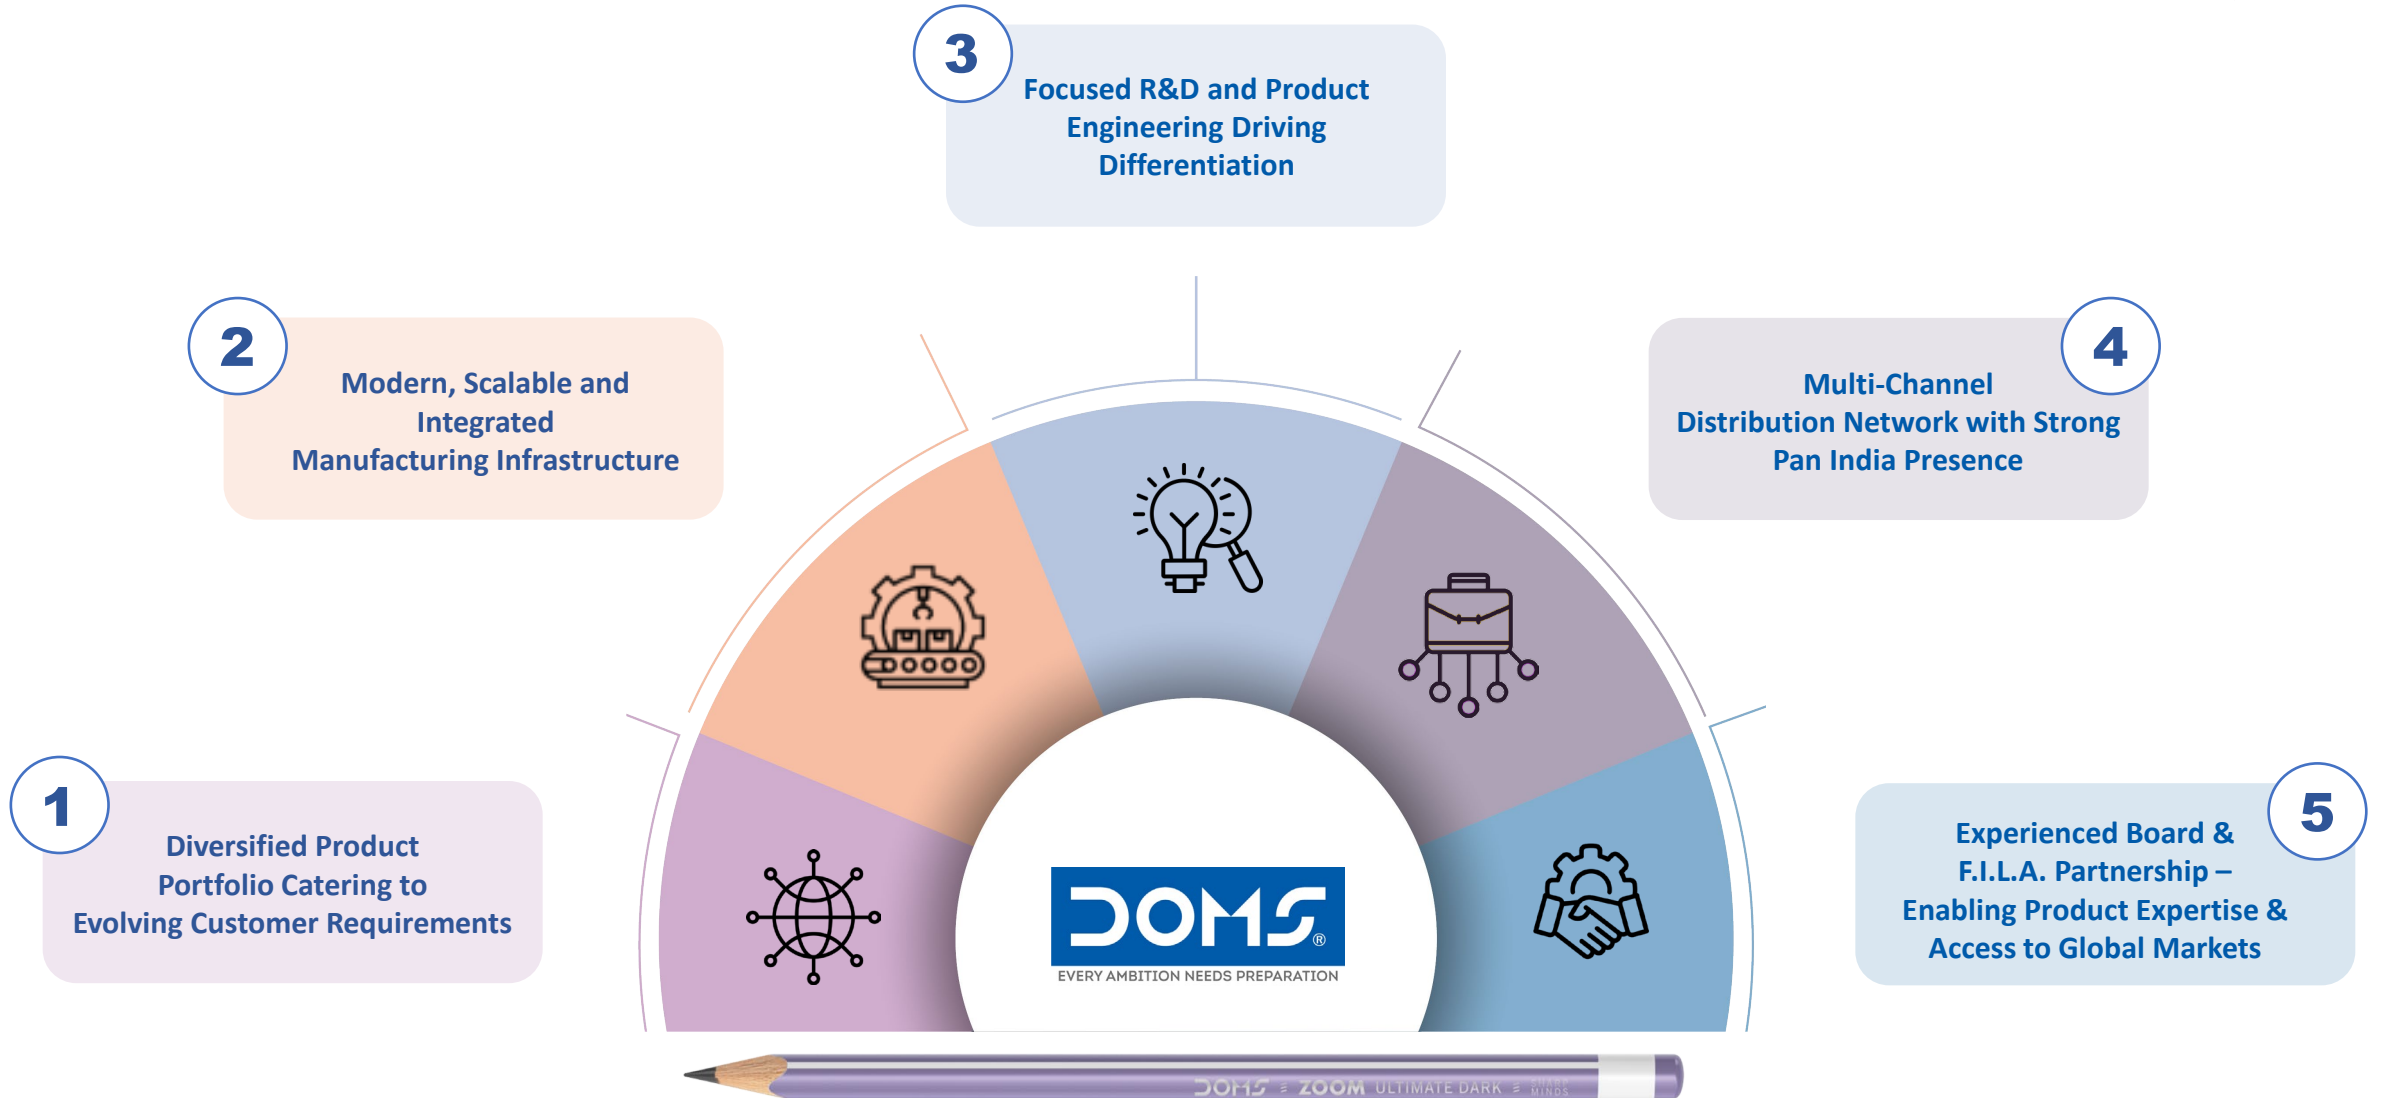 3
Focused R&D and Product
Engineering Driving
Differentiation
2
Modern, Scalable and
Integrated
Manufacturing Infrastructure
4
Multi-Channel
Distribution Network with Strong
Pan India Presence
1
Diversified Product
Portfolio Catering to
Evolving Customer Requirements
5
Experienced Board &
F.I.L.A. Partnership –
Enabling Product Expertise &
Access to Global Markets
DOMS®
EVERY AMBITION NEEDS PREPARATION
DOMS ZOOM ULTIMATE DARK SHARP
MINDS